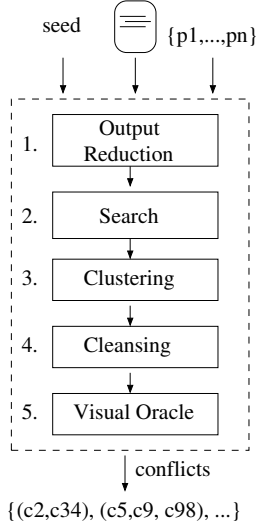 seed
{p1,...,pn}
1. Output
Reduction
2. Search
3. Clustering
4. Cleansing
5. Visual Oracle
conflicts
{(c2,c34), (c5,c9, c98), ...}